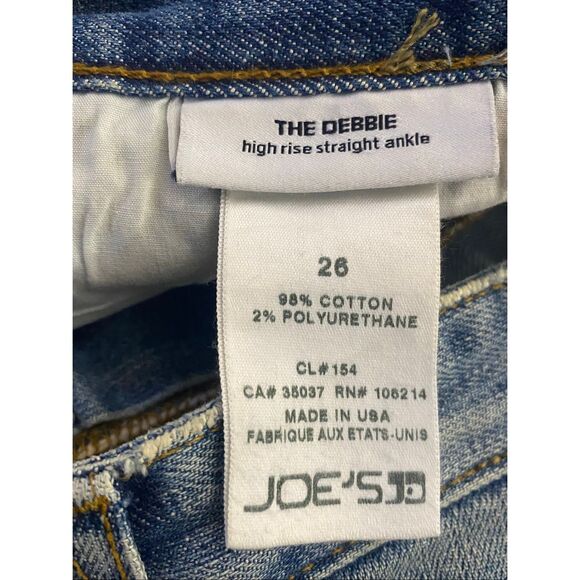 THE DEBBIE
high rise straight ankle
26
98% COTTON
2% POLYURETHANE
CL# 154
CA# 35037 RN# 106214
MADE IN USA
FABRIQUE AUX ETATS-UNIS
JOE'S